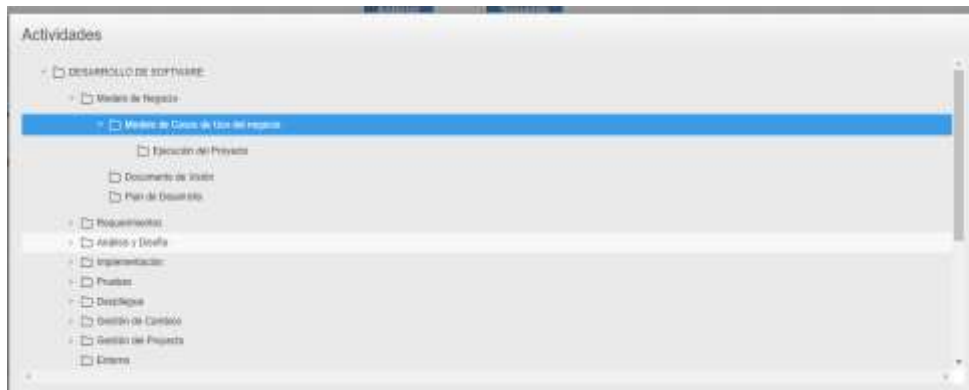 Actividades
DESARROLLO DE SOFTWARE
Modelo de Negocio
Modelo de Casos de Uso del negocio
Ejecución del Proyecto
Documento de Visión
Plan de Desarrollo
Requerimientos
Análisis y Diseño
Implementación
Pruebas
Despliegue
Gestión de Cambios
Gestión del Proyecto
Entorno